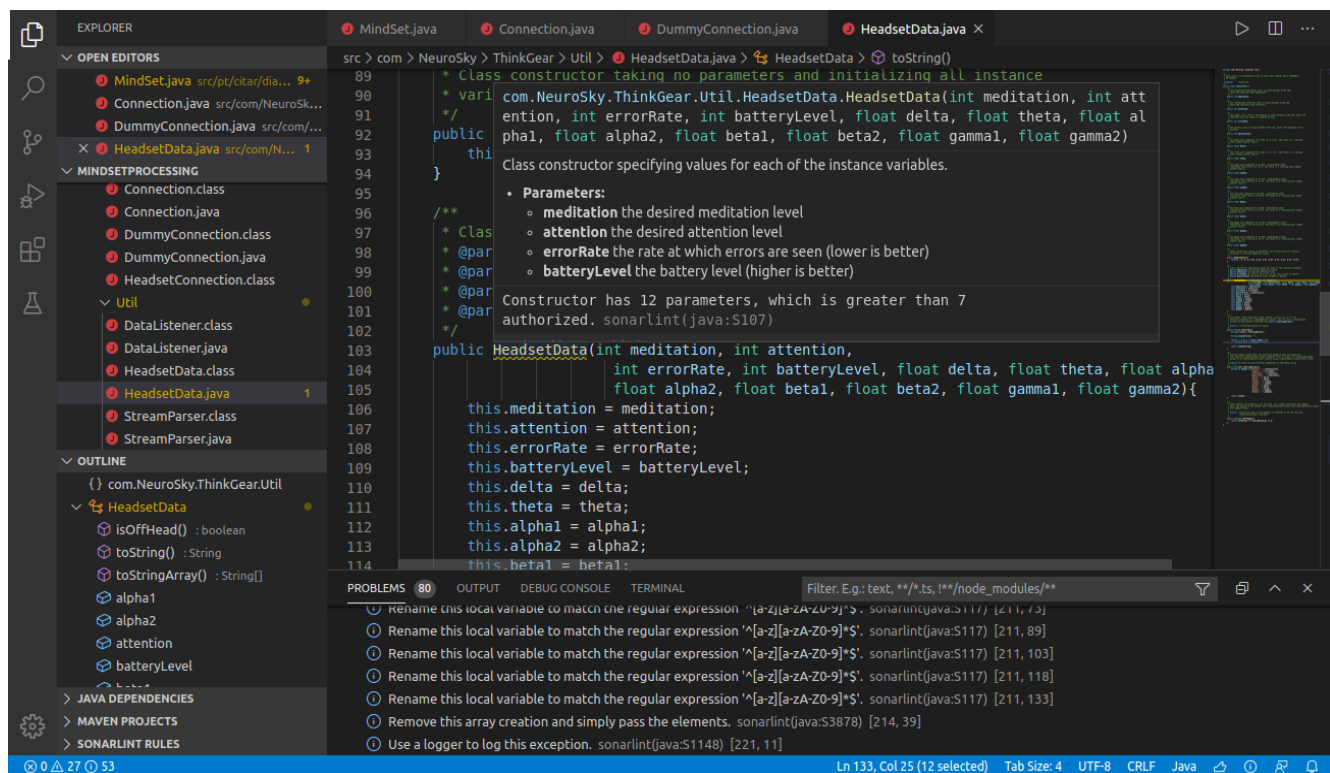 EXPLORER
OPEN EDITORS
MindSet.java src/pt/citar/dia... 9+
Connection.java src/com/NeuroSk...
DummyConnection.java src/com/...
HeadsetData.java src/com/N... 1
MINDSETPROCESSING
Connection.class
Connection.java
DummyConnection.class
DummyConnection.java
HeadsetConnection.class
Util
DataListener.class
DataListener.java
HeadsetData.class
HeadsetData.java 1
StreamParser.class
StreamParser.java
OUTLINE
{} com.NeuroSky.ThinkGear.Util
HeadsetData
isOffHead() : boolean
toString() : String
toStringArray() : String[]
alpha1
alpha2
attention
batteryLevel
JAVA DEPENDENCIES
MAVEN PROJECTS
SONARLINT RULES
MindSet.java
Connection.java
DummyConnection.java
HeadsetData.java
src > com > NeuroSky > ThinkGear > Util > HeadsetData.java > HeadsetData > toString()
89 * Class constructor taking no parameters and initializing all instance
90 * vari
91 */
92 public
93 thi
94 }
95
96 /**
97 * Clas
98 * @par
99 * @par
100 * @par
101 * @par
102 */
com.NeuroSky.ThinkGear.Util.HeadsetData.HeadsetData(int meditation, int att
ention, int errorRate, int batteryLevel, float delta, float theta, float al
pha1, float alpha2, float beta1, float beta2, float gamma1, float gamma2)
Class constructor specifying values for each of the instance variables.
• Parameters:
◦ meditation the desired meditation level
◦ attention the desired attention level
◦ errorRate the rate at which errors are seen (lower is better)
◦ batteryLevel the battery level (higher is better)
Constructor has 12 parameters, which is greater than 7
authorized. sonarlint(java:S107)
103 public HeadsetData(int meditation, int attention,
104 int errorRate, int batteryLevel, float delta, float theta, float alpha
105 float alpha2, float beta1, float beta2, float gamma1, float gamma2){
106 this.meditation = meditation;
107 this.attention = attention;
108 this.errorRate = errorRate;
109 this.batteryLevel = batteryLevel;
110 this.delta = delta;
111 this.theta = theta;
112 this.alpha1 = alpha1;
113 this.alpha2 = alpha2;
114 this.beta1 = beta1;
PROBLEMS 80 OUTPUT DEBUG CONSOLE TERMINAL Filter. E.g.: text, **/*.ts, !**/node_modules/**
Rename this local variable to match the regular expression '^[a-z][a-zA-Z0-9]*$'. sonarlint(java:S117) [211, 73]
Rename this local variable to match the regular expression '^[a-z][a-zA-Z0-9]*$'. sonarlint(java:S117) [211, 89]
Rename this local variable to match the regular expression '^[a-z][a-zA-Z0-9]*$'. sonarlint(java:S117) [211, 103]
Rename this local variable to match the regular expression '^[a-z][a-zA-Z0-9]*$'. sonarlint(java:S117) [211, 118]
Rename this local variable to match the regular expression '^[a-z][a-zA-Z0-9]*$'. sonarlint(java:S117) [211, 133]
Remove this array creation and simply pass the elements. sonarlint(java:S3878) [214, 39]
Use a logger to log this exception. sonarlint(java:S1148) [221, 11]
0 27 53 Ln 133, Col 25 (12 selected) Tab Size: 4 UTF-8 CRLF Java